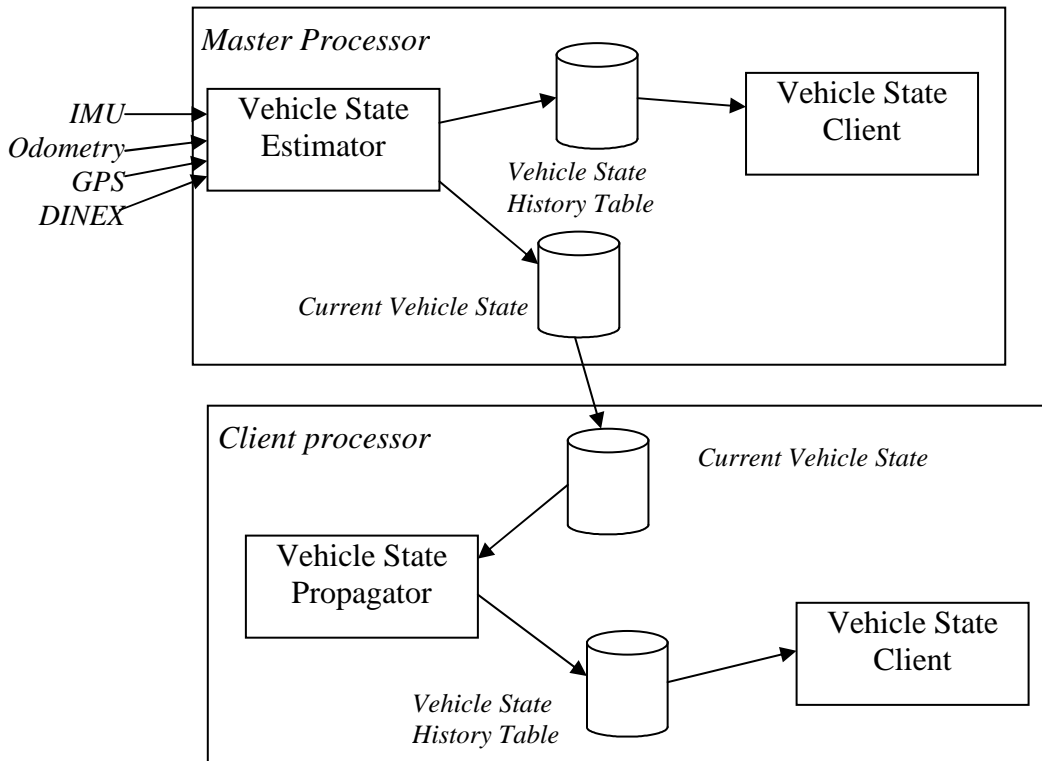 Master Processor
IMU
Odometry
GPS
DINEX
Vehicle State
Estimator
Vehicle State
History Table
Vehicle State
Client
Current Vehicle State
Client processor
Current Vehicle State
Vehicle State
Propagator
Vehicle State
History Table
Vehicle State
Client